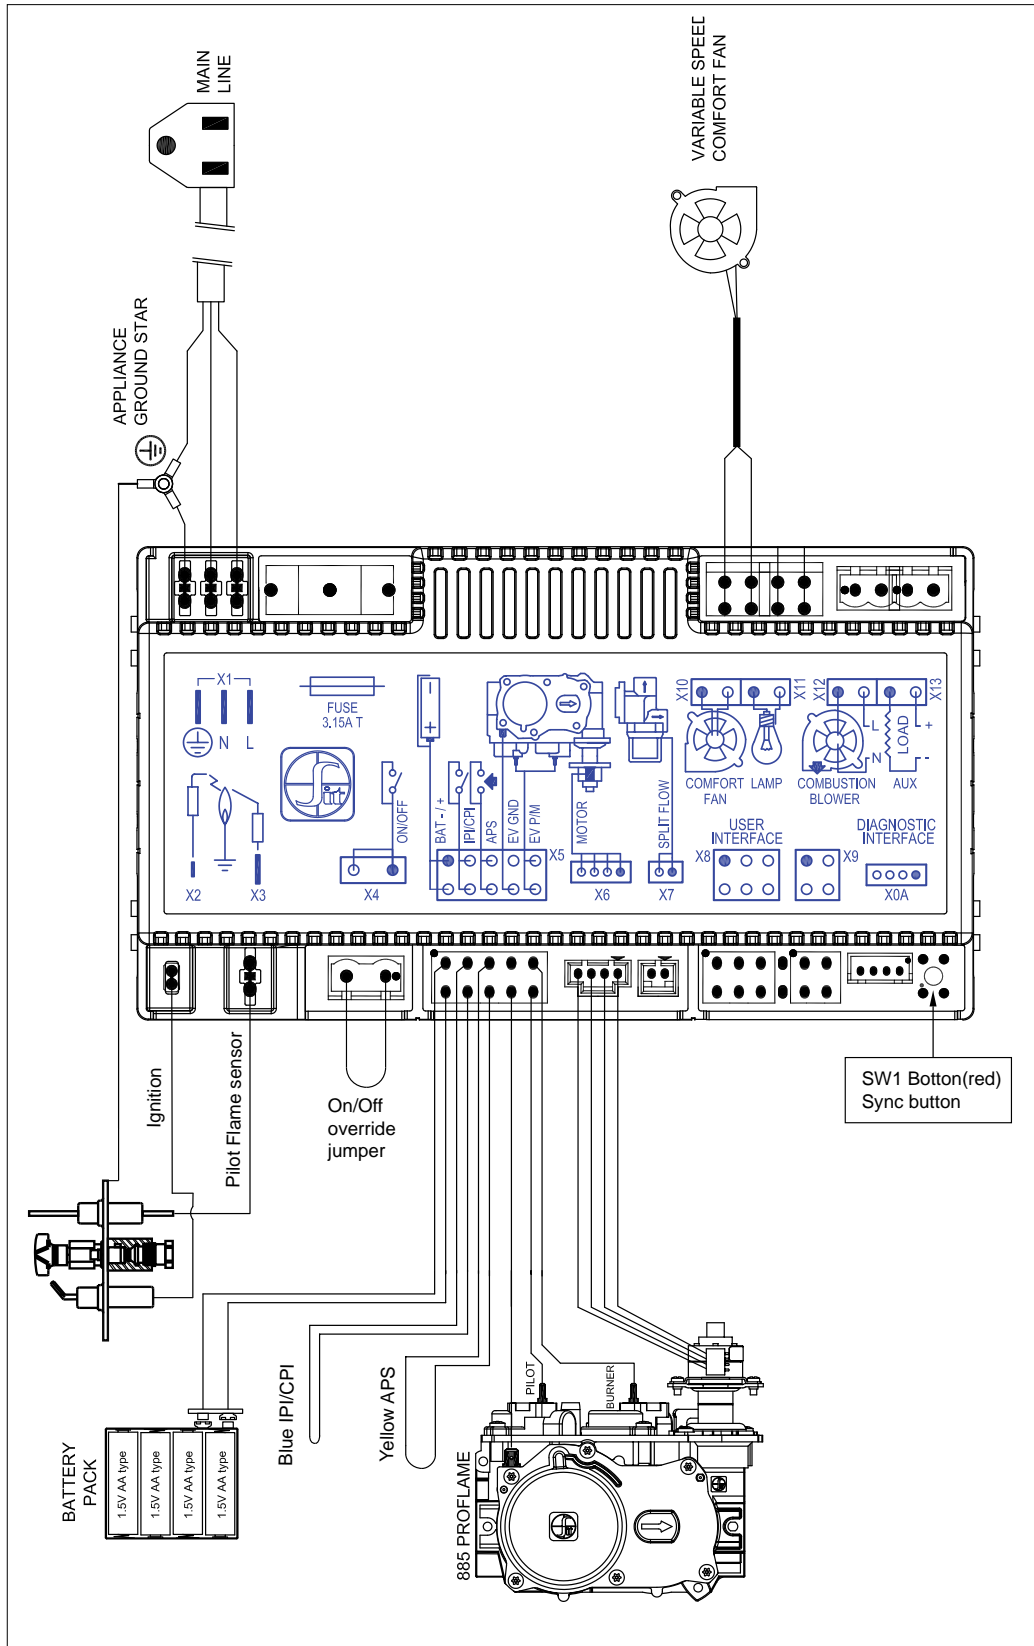 MAIN
LINE
VARIABLE SPEED
COMFORT FAN
APPLIANCE
GROUND STAR
X1
N
L
FUSE
3.15A T
- +
X10
X11
X12
X13
L
N
LOAD
+
-
COMFORT
FAN
LAMP
COMBUSTION
BLOWER
AUX
Sit
ON/OFF
BAT - / +
IPI/CPI
APS
EV GND
EV P/M
MOTOR
SPLIT FLOW
USER
INTERFACE
DIAGNOSTIC
INTERFACE
X2
X3
X4
X5
X6
X7
X8
X9
X0A
Ignition
Pilot Flame sensor
On/Off
override
jumper
SW1 Botton(red)
Sync button
BATTERY
PACK
1.5V AA type
1.5V AA type
1.5V AA type
1.5V AA type
Blue IPI/CPI
Yellow APS
PILOT
BURNER
885 PROFLAME